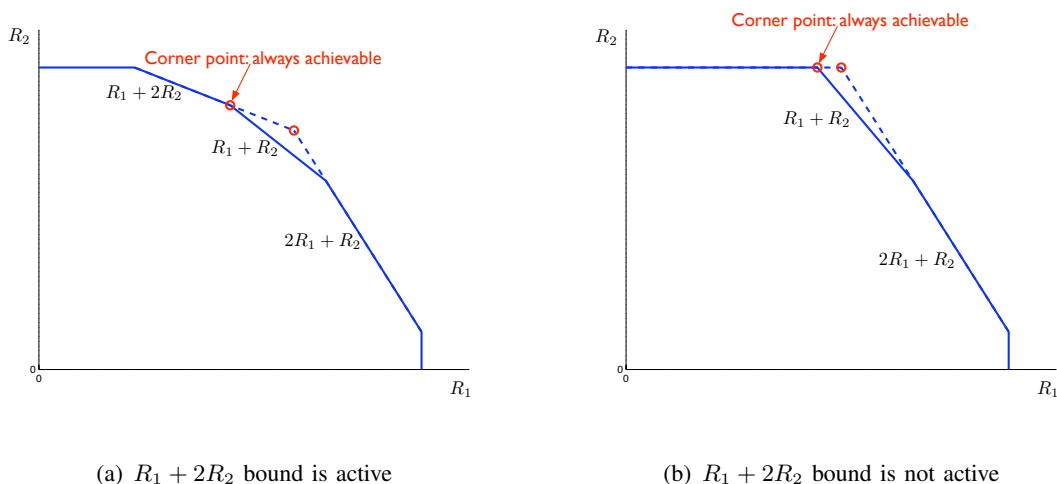 R₂
Corner point: always achievable
R₁ + 2R₂
R₁ + R₂
2R₁ + R₂
0
0
R₁
(a) R₁ + 2R₂ bound is active
Corner point: always achievable
R₂
R₁ + R₂
2R₁ + R₂
0
0
R₁
(b) R₁ + 2R₂ bound is not active